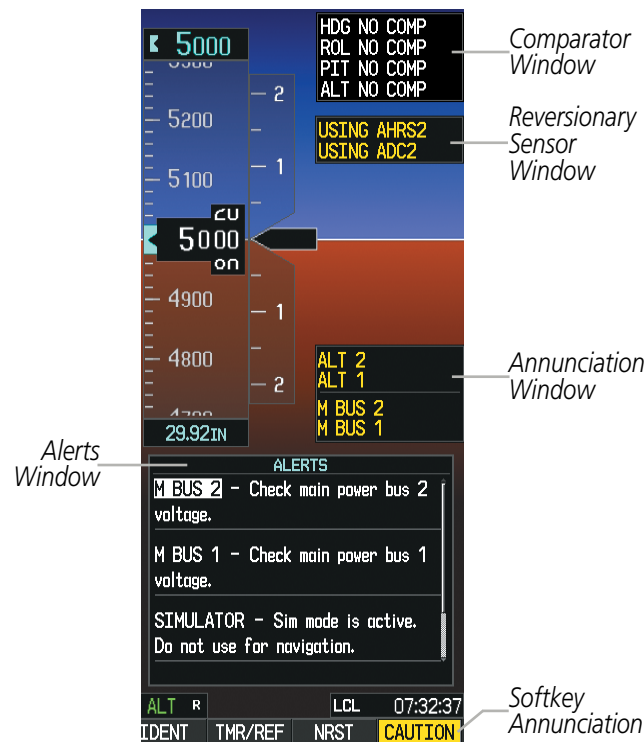 5000
HDG NO COMP
ROL NO COMP
PIT NO COMP
ALT NO COMP
Comparator
Window
2
5200
USING AHRS2
USING ADC2
Reversionary
Sensor
Window
1
5100
20
5000
4900
1
4800
2
ALT 2
ALT 1
M BUS 2
M BUS 1
Annunciation
Window
29.92IN
Alerts
Window
ALERTS
M BUS 2 – Check main power bus 2
voltage.
M BUS 1 – Check main power bus 1
voltage.
SIMULATOR – Sim mode is active.
Do not use for navigation.
ALT R
LCL 07:32:37
IDENT TMR/REF NRST CAUTION
Softkey
Annunciation